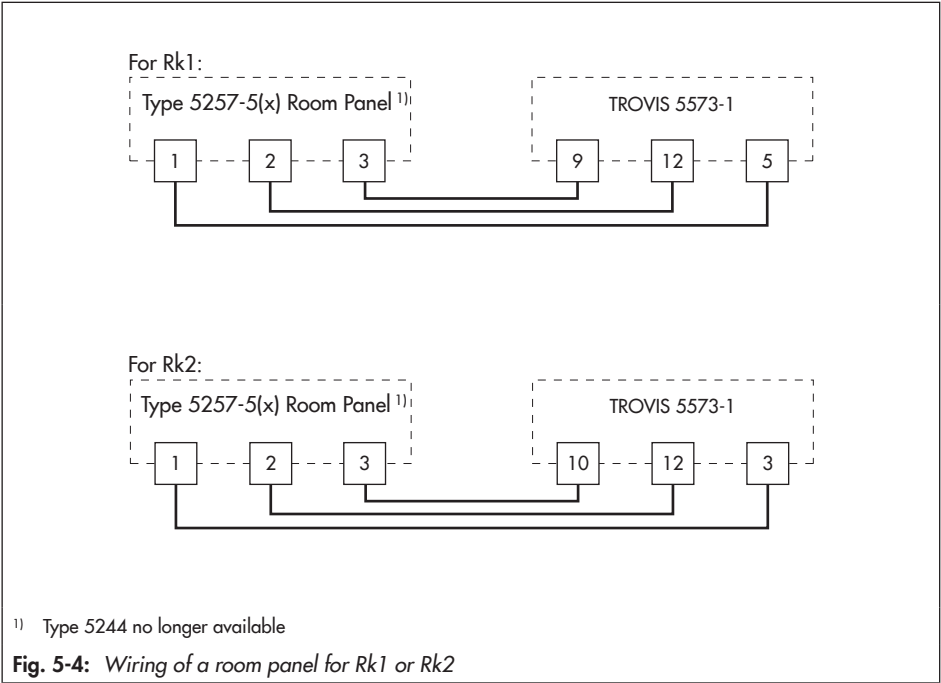 For Rk1:
Type 5257-5(x) Room Panel 1)
TROVIS 5573-1
1 2 3 9 12 5
For Rk2:
Type 5257-5(x) Room Panel 1)
TROVIS 5573-1
1 2 3 10 12 3
1) Type 5244 no longer available
Fig. 5-4: Wiring of a room panel for Rk1 or Rk2